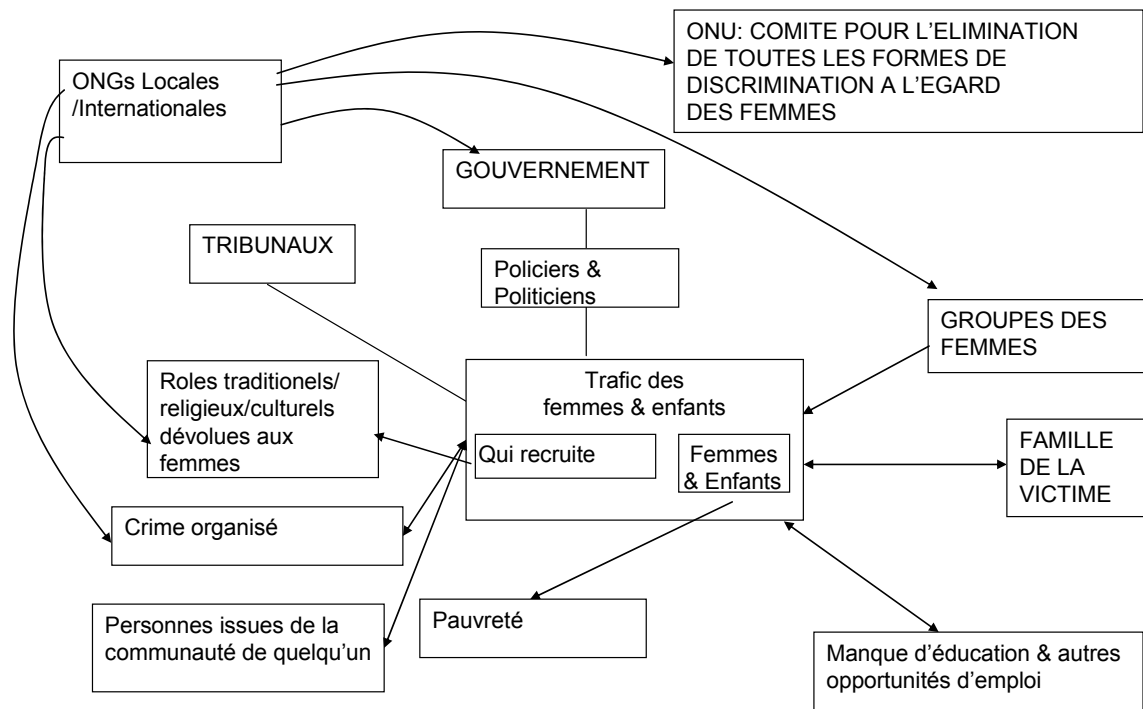 ONU: COMITE POUR L’ELIMINATION
DE TOUTES LES FORMES DE
DISCRIMINATION A L’EGARD
DES FEMMES
ONGs Locales
/Internationales
GOUVERNEMENT
TRIBUNAUX
Policiers &
Politiciens
GROUPES DES
FEMMES
Roles traditionels/
religieux/culturels
dévolues aux
femmes
Trafic des
femmes & enfants
Qui recruite
Femmes
& Enfants
FAMILLE
DE LA
VICTIME
Crime organisé
Personnes issues de la
communauté de quelqu’un
Pauvreté
Manque d’éducation & autres
opportunités d’emploi